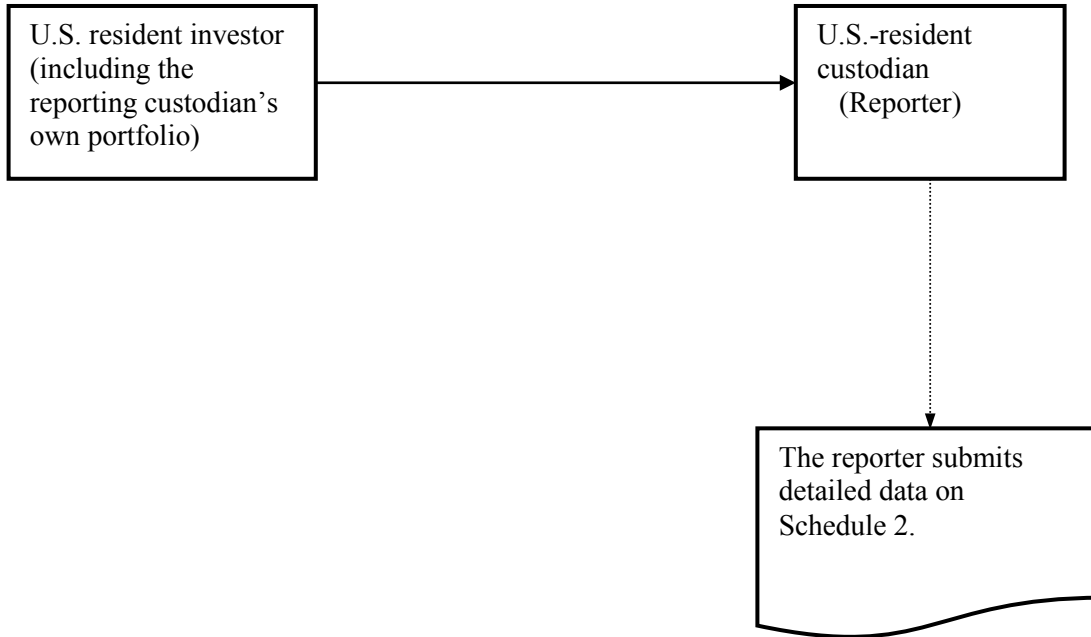 U.S. resident investor
(including the
reporting custodian’s
own portfolio)
U.S.-resident
custodian
(Reporter)
The reporter submits
detailed data on
Schedule 2.